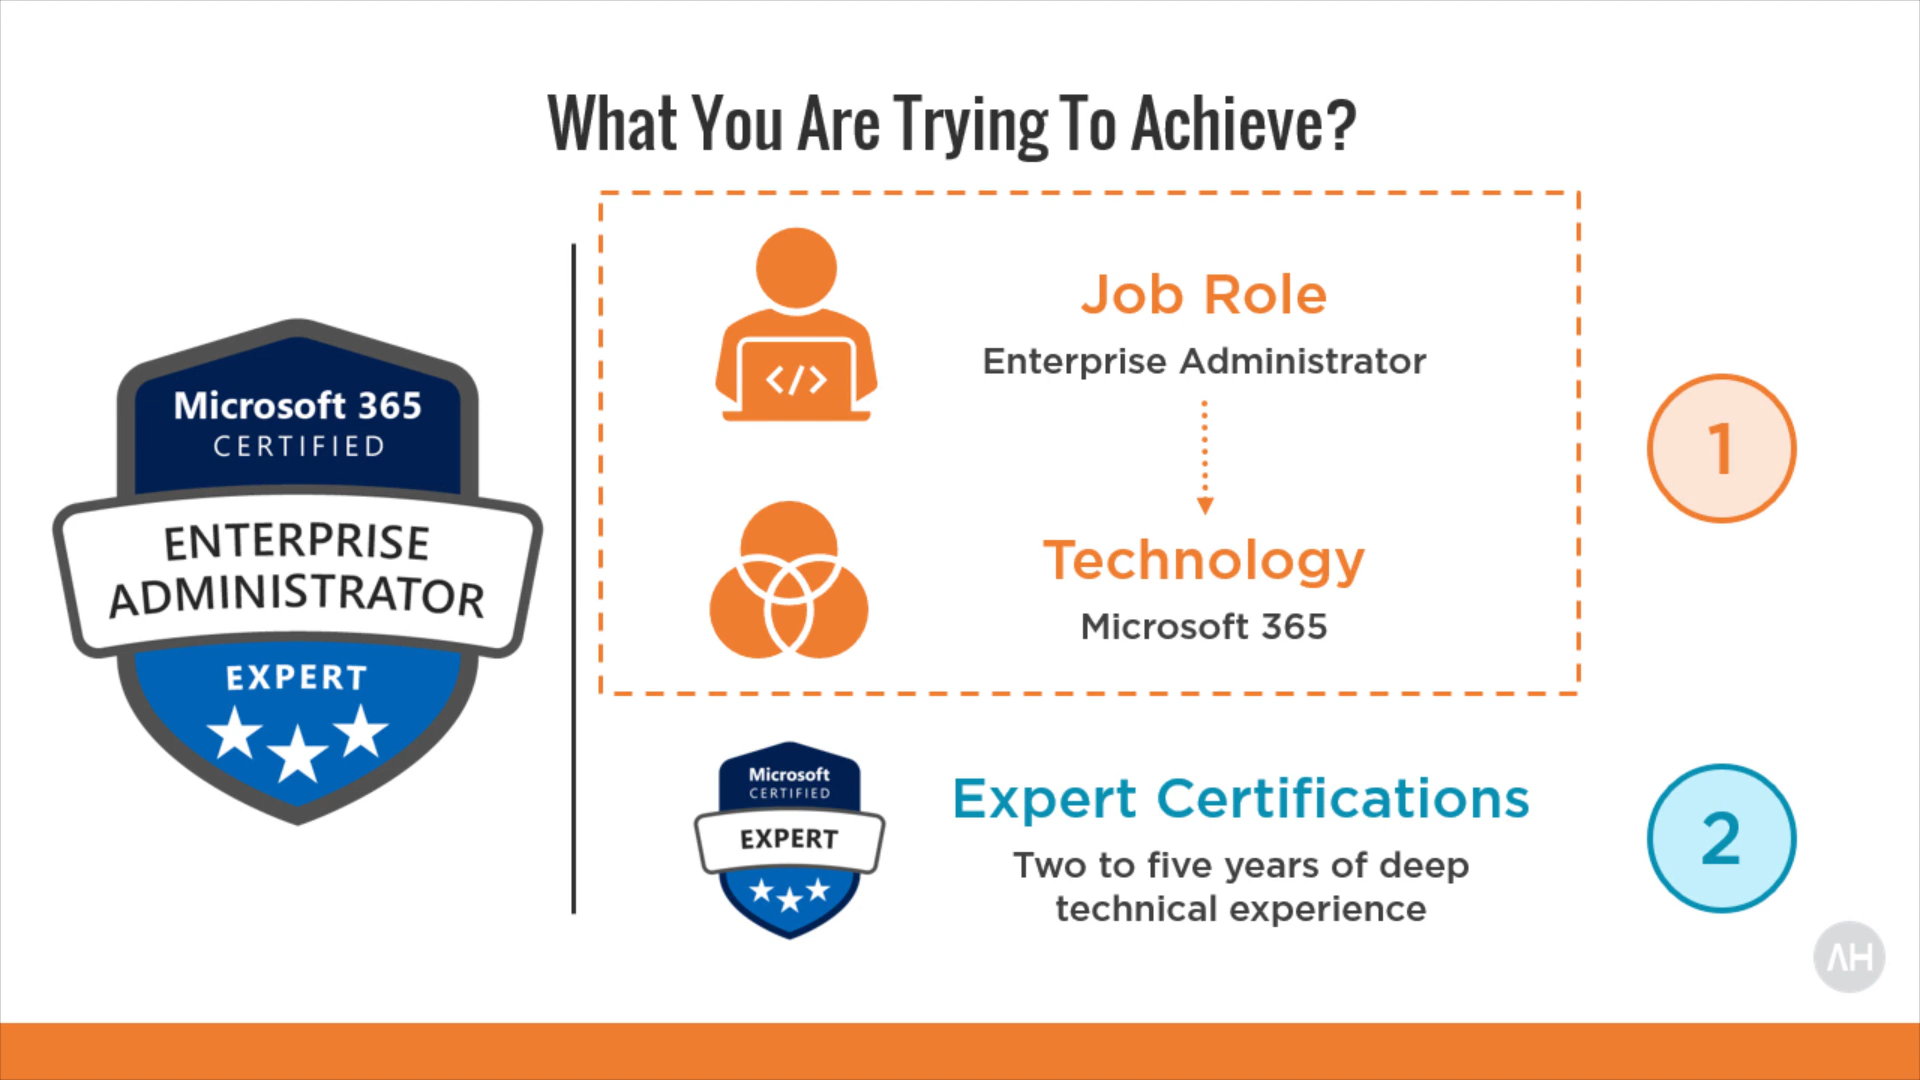 What You Are Trying To Achieve?
Microsoft 365
CERTIFIED
ENTERPRISE
ADMINISTRATOR
EXPERT
</>
Job Role
Enterprise Administrator
Technology
Microsoft 365
1
Microsoft
CERTIFIED
EXPERT
Expert Certifications
Two to five years of deep
technical experience
2
AH